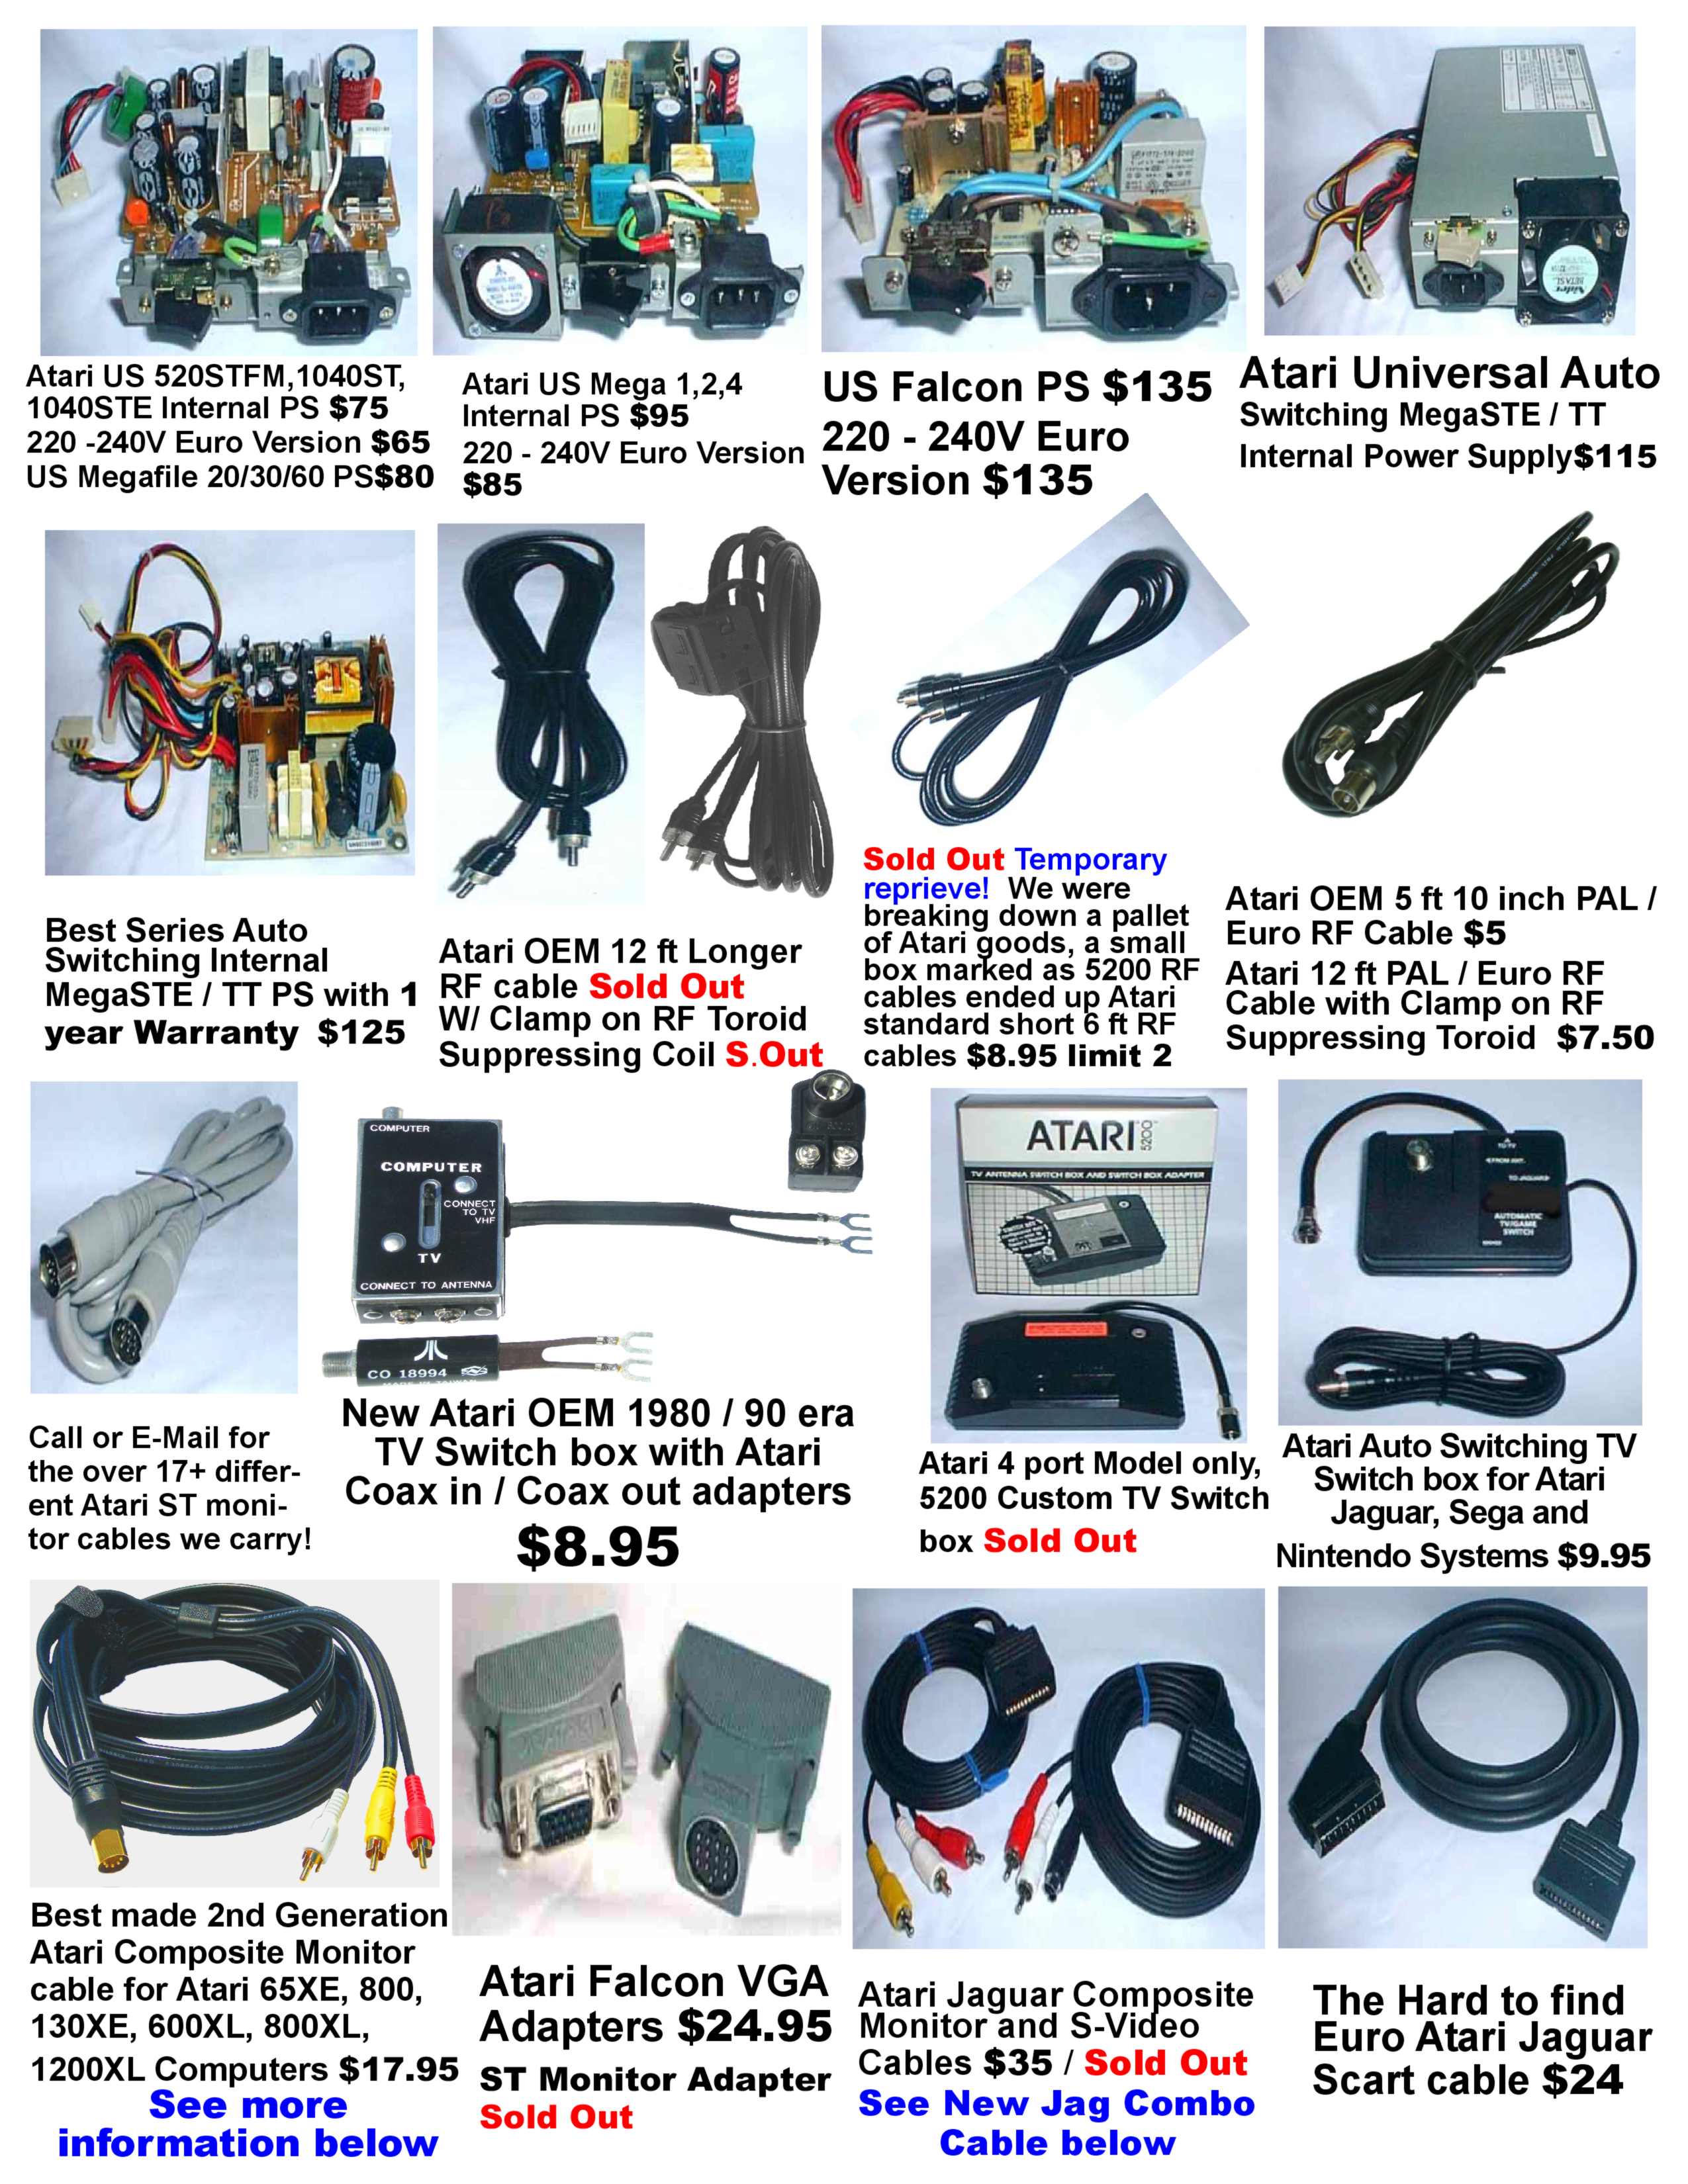 Atari US 520STFM,1040ST,
1040STE Internal PS $75
220 -240V Euro Version $65
US Megafile 20/30/60 PS$80
Atari US Mega 1,2,4
Internal PS $95
220 - 240V Euro Version
$85
US Falcon PS $135
220 - 240V Euro
Version $135
Atari Universal Auto
Switching MegaSTE / TT
Internal Power Supply$115
Best Series Auto
Switching Internal
MegaSTE / TT PS with 1
year Warranty $125
Atari OEM 12 ft Longer
RF cable Sold Out
W/ Clamp on RF Toroid
Suppressing Coil S.Out
Sold Out Temporary
reprieve! We were
breaking down a pallet
of Atari goods, a small
box marked as 5200 RF
cables ended up Atari
standard short 6 ft RF
cables $8.95 limit 2
Atari OEM 5 ft 10 inch PAL /
Euro RF Cable $5
Atari 12 ft PAL / Euro RF
Cable with Clamp on RF
Suppressing Toroid $7.50
Call or E-Mail for
the over 17+ differ-
ent Atari ST moni-
tor cables we carry!
COMPUTER
COMPUTER
CONNECT
TO TV
VHF
TV
CONNECT TO ANTENNA
CO 18994
New Atari OEM 1980 / 90 era
TV Switch box with Atari
Coax in / Coax out adapters
$8.95
ATARI 5200
TV ANTENNA SWITCH BOX AND SWITCH BOX ADAPTER
Atari 4 port Model only,
5200 Custom TV Switch
box Sold Out
TO TV
FROM ANT.
TO JAGUAR
AUTOMATIC
TV/GAME
SWITCH
Atari Auto Switching TV
Switch box for Atari
Jaguar, Sega and
Nintendo Systems $9.95
Best made 2nd Generation
Atari Composite Monitor
cable for Atari 65XE, 800,
130XE, 600XL, 800XL,
1200XL Computers $17.95
See more
information below
ATARI
Atari Falcon VGA
Adapters $24.95
ST Monitor Adapter
Sold Out
Atari Jaguar Composite
Monitor and S-Video
Cables $35 / Sold Out
See New Jag Combo
Cable below
The Hard to find
Euro Atari Jaguar
Scart cable $24